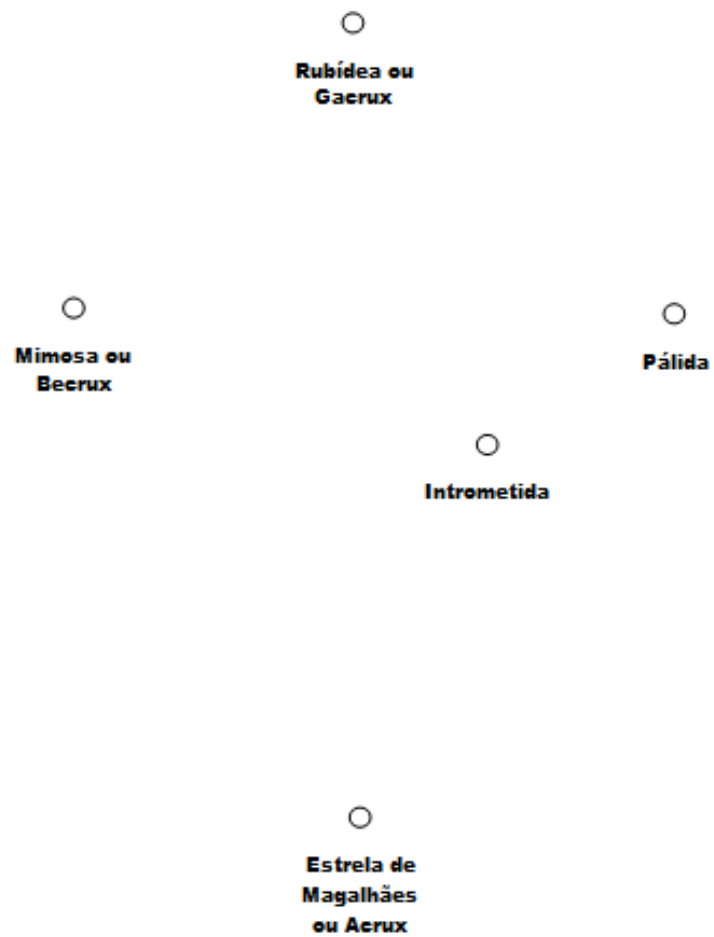 Rubídea ou
Gacrux
Mimosa ou
Becrux
Pálida
Intrometida
Estrela de
Magalhães
ou Acrux